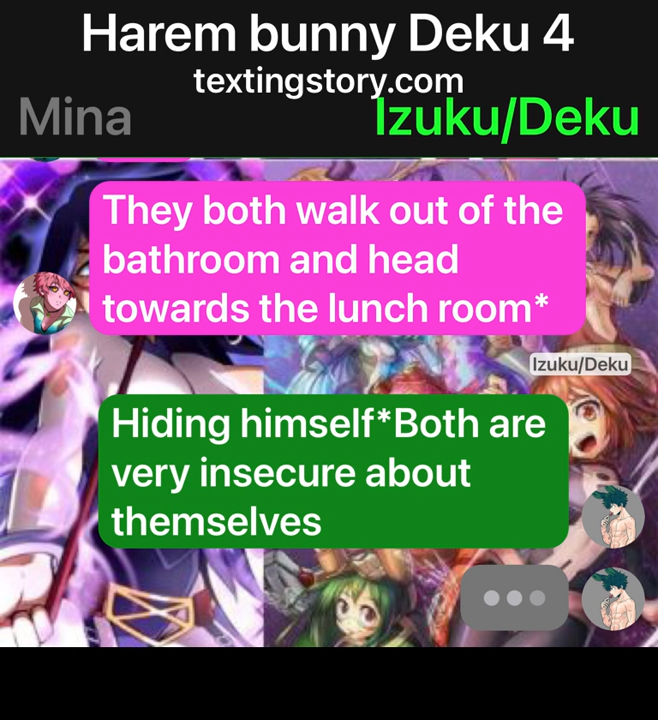 Harem bunny Deku 4
textingstory.com
Mina
Izuku/Deku
They both walk out of the
bathroom and head
towards the lunch room*
Izuku/Deku
Hiding himself*Both are
very insecure about
themselves